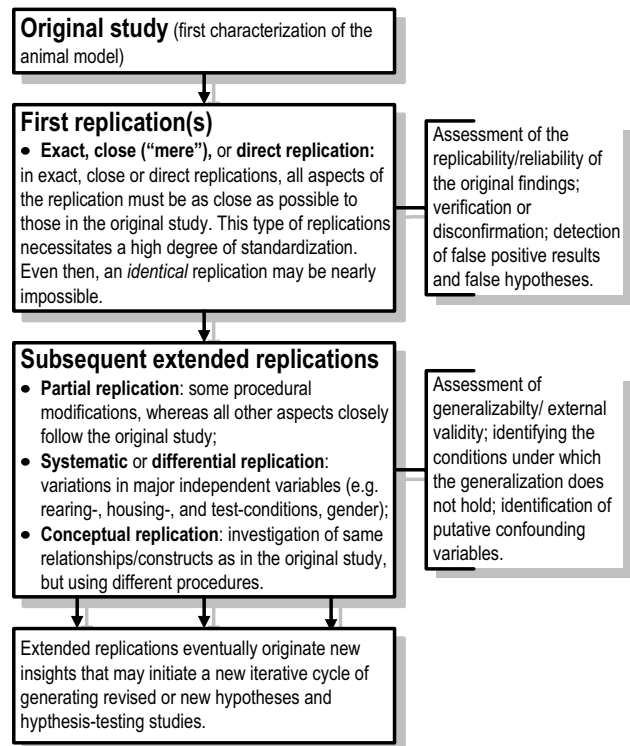 Original study (first characterization of the
animal model)
First replication(s)
• Exact, close (“mere”), or direct replication:
in exact, close or direct replications, all aspects
of the replication must be as close as possible to
those in the original study. This type of replications
necessitates a high degree of standardization.
Even then, an identical replication may be nearly
impossible.
Assessment of the
replicability/reliability of
the original findings;
verification or
disconfirmation; detection
of false positive results
and false hypotheses.
Subsequent extended replications
• Partial replication: some procedural
modifications, whereas all other aspects closely
follow the original study;
• Systematic or differential replication:
variations in major independent variables (e.g.
rearing-, housing-, and test-conditions, gender);
• Conceptual replication: investigation of same
relationships/constructs as in the original study,
but using different procedures.
Assessment of
generalizabilty/ external
validity; identifying the
conditions under which
the generalization does
not hold; identification of
putative confounding
variables.
Extended replications eventually originate new
insights that may initiate a new iterative cycle of
generating revised or new hypotheses and
hypthesis-testing studies.